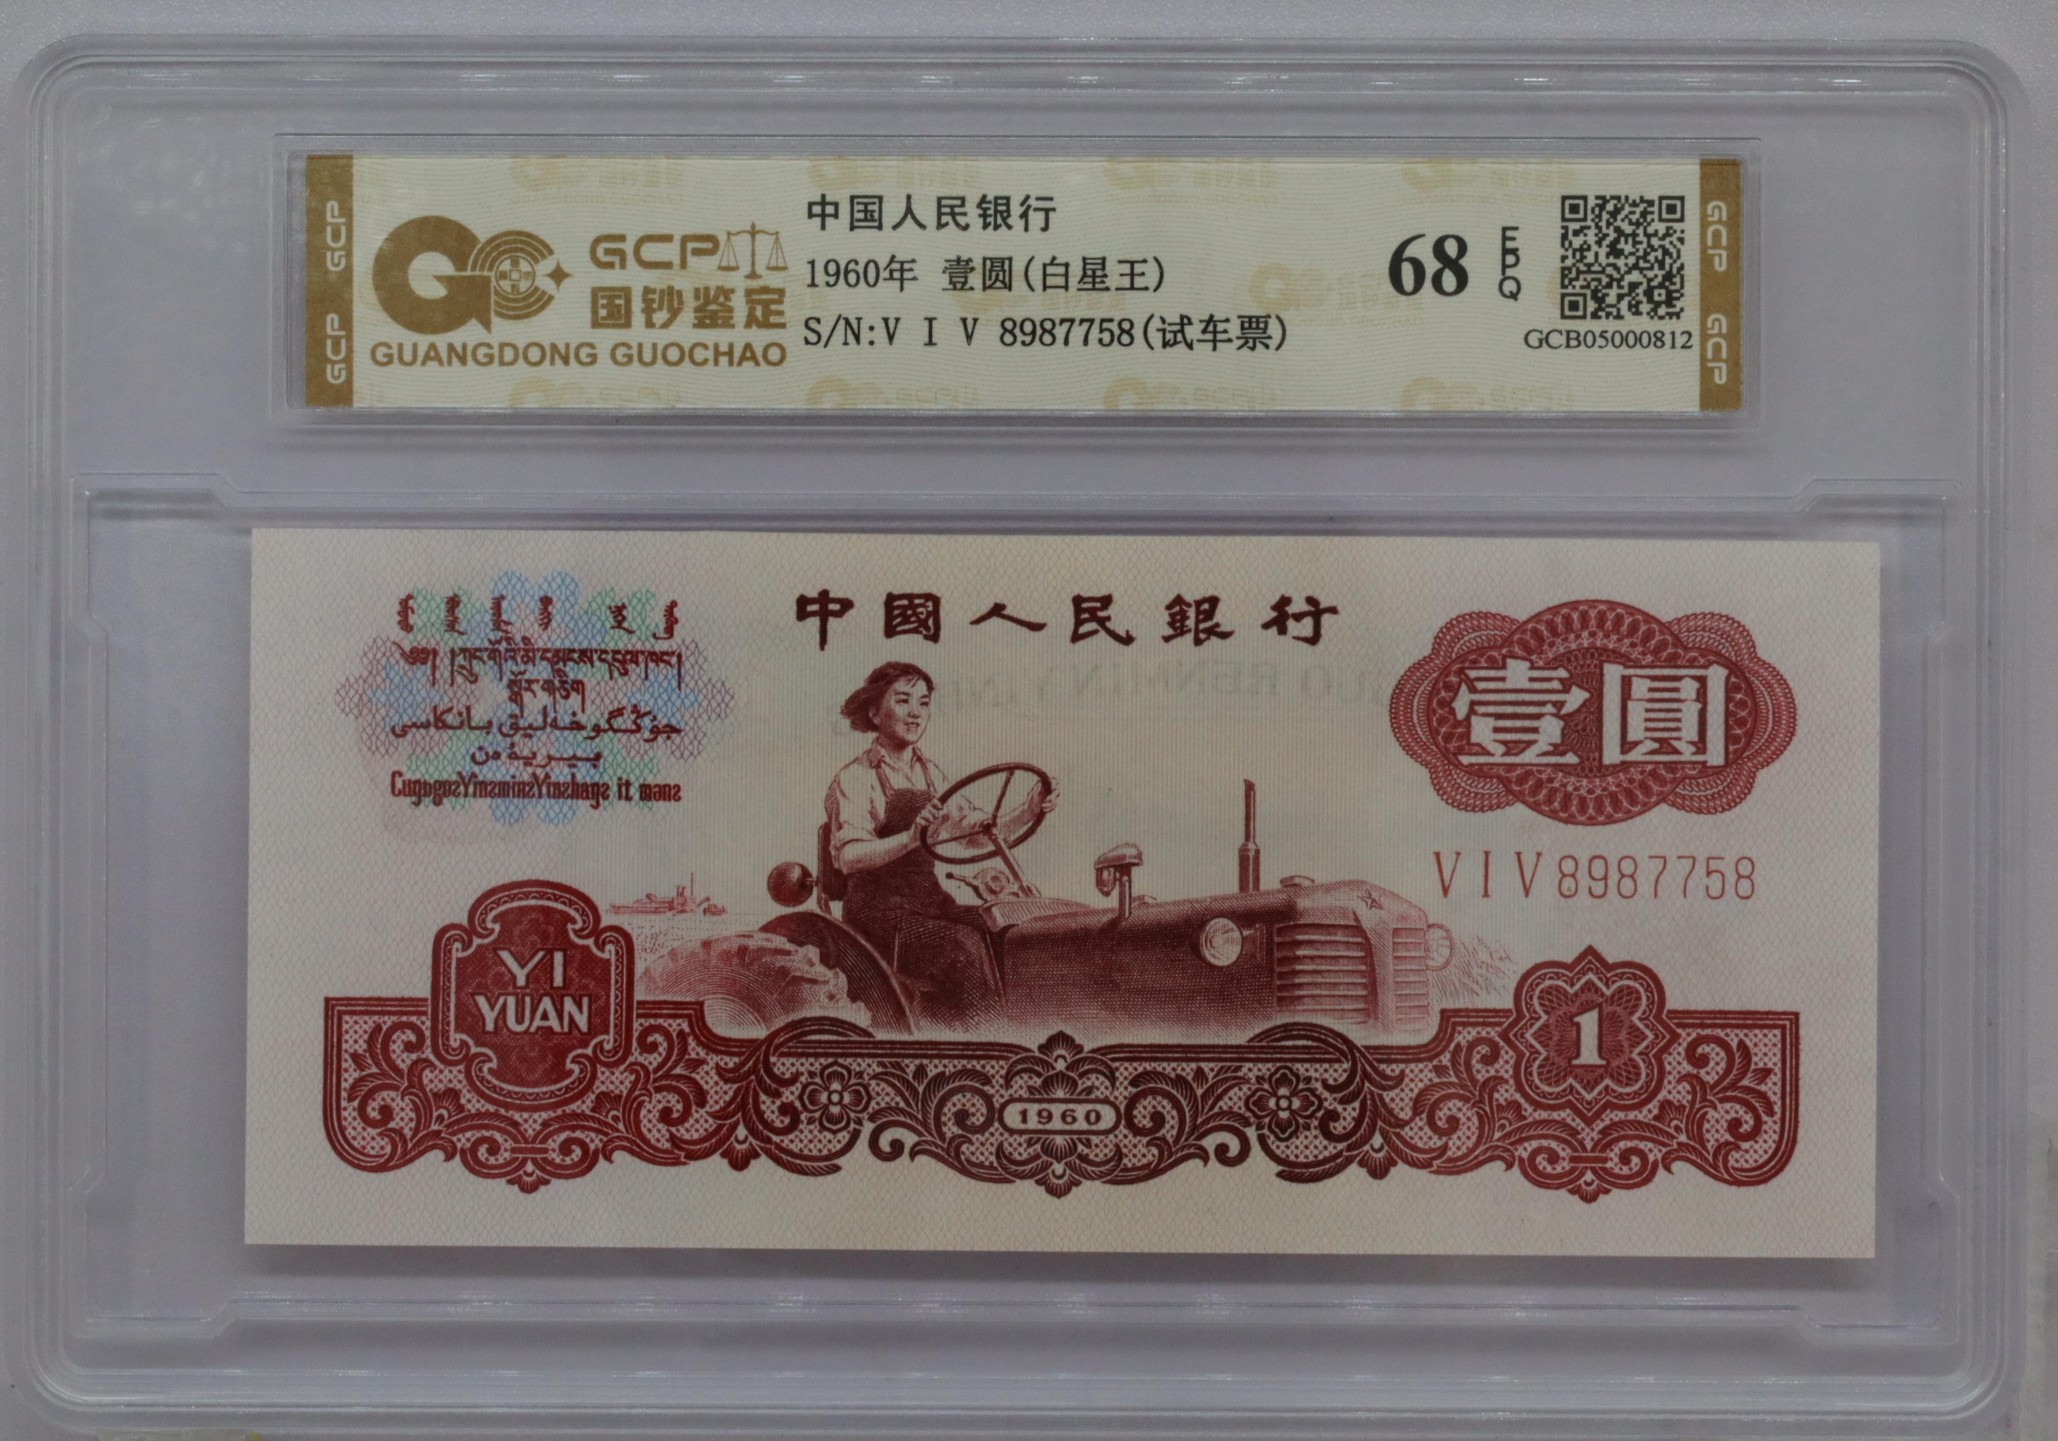 GCP GCP
GCP
国钞鉴定
GUANGDONG GUOCHAO
中国人民银行
1960年 壹圆(白星王)
S/N:V I V 8987758(试车票)
68 EPQ
GCB05000812
GCP GCP
中國人民銀行
壹圓
VIV8987758
YI
YUAN
1
1960